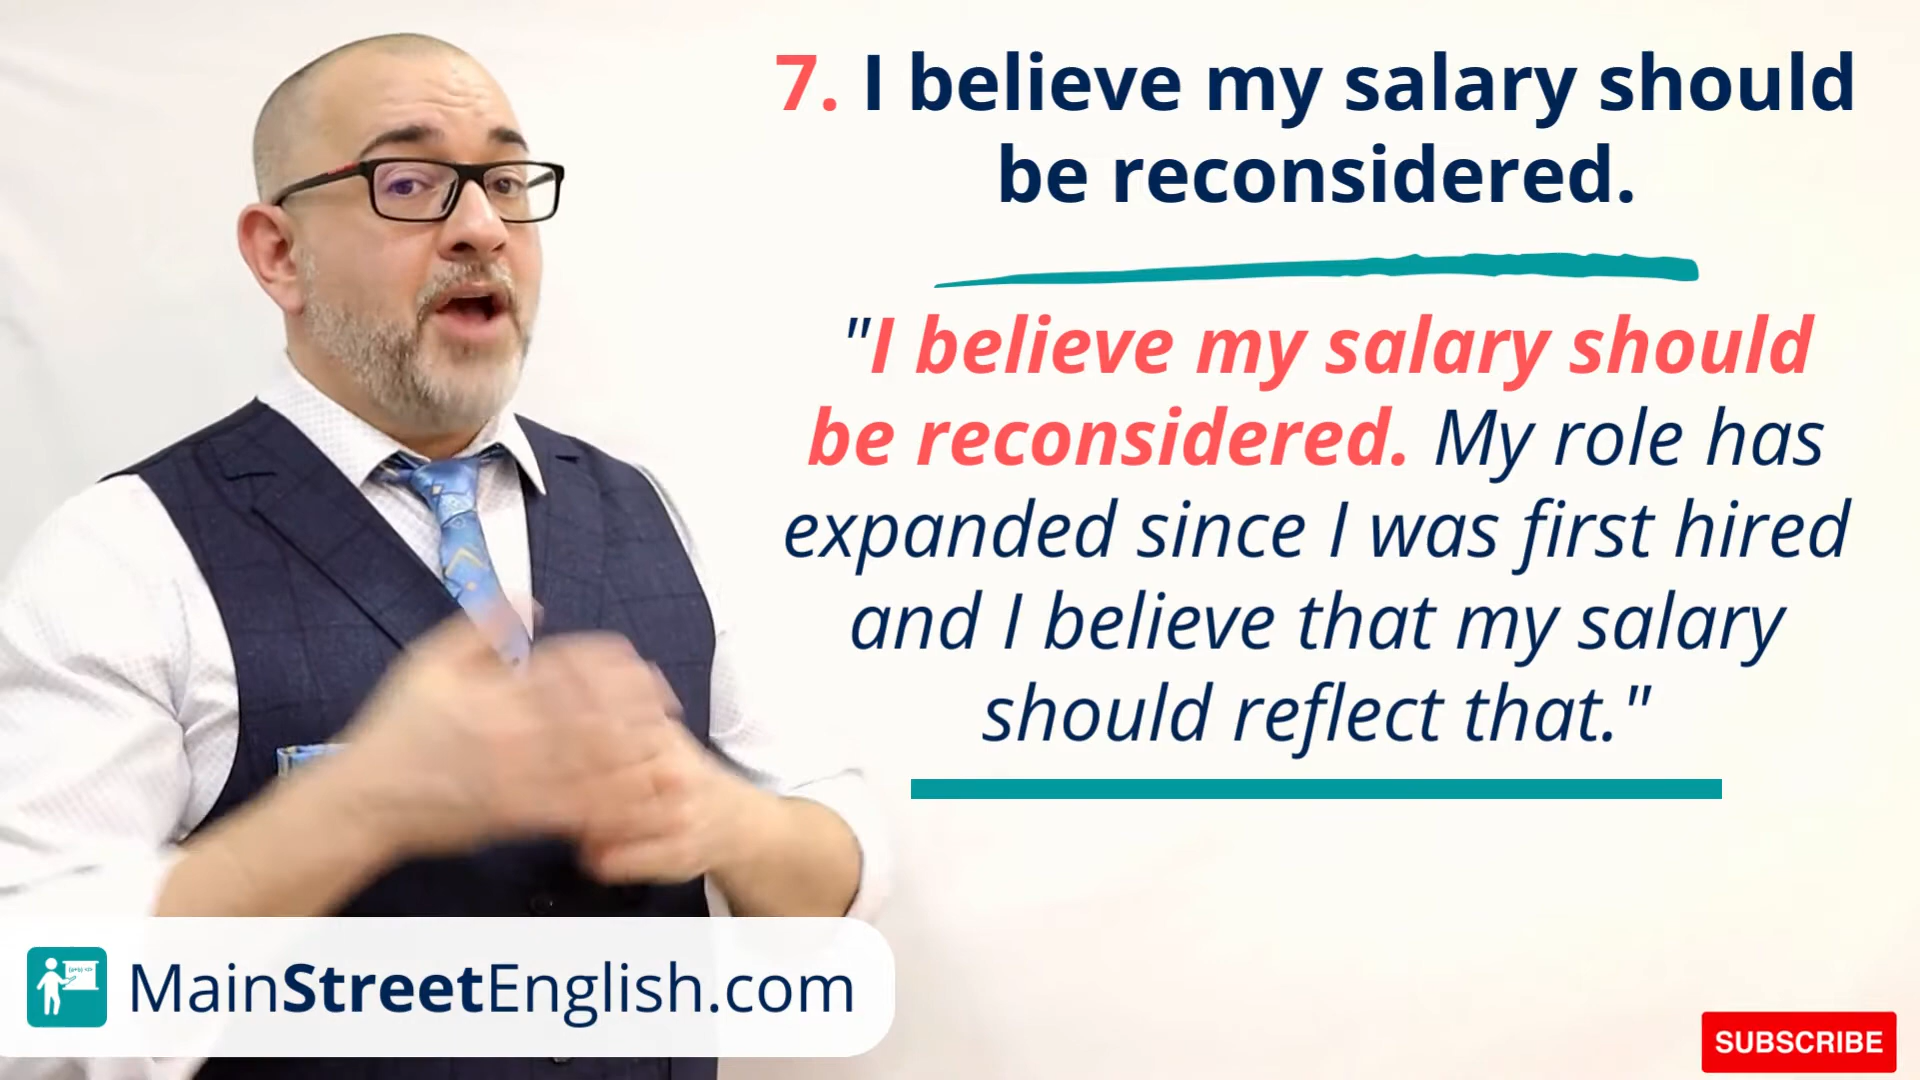 7. I believe my salary should
be reconsidered.
"I believe my salary should
be reconsidered. My role has
expanded since I was first hired
and I believe that my salary
should reflect that."
MainStreetEnglish.com
SUBSCRIBE